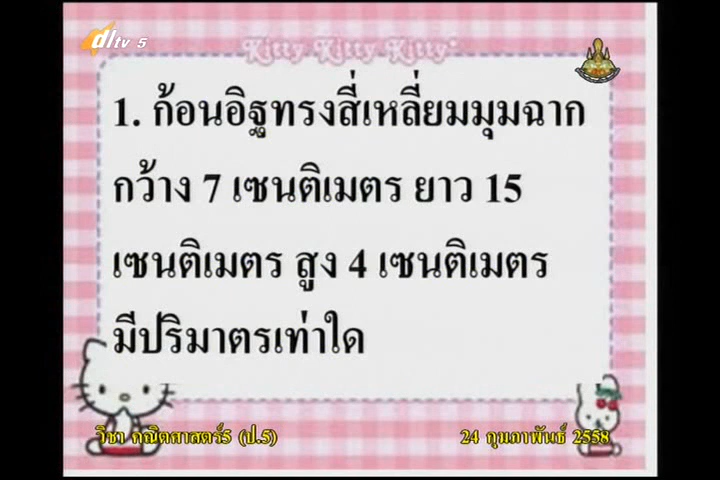 dltv 5
Kitty Kitty Kitty
1. ก้อนอิฐทรงสี่เหลี่ยมมุมฉาก
กว้าง 7 เซนติเมตร ยาว 15
เซนติเมตร สูง 4 เซนติเมตร
มีปริมาตรเท่าใด
วิชา คณิตศาสตร์5 (ป.5)
24 กุมภาพันธ์ 2558